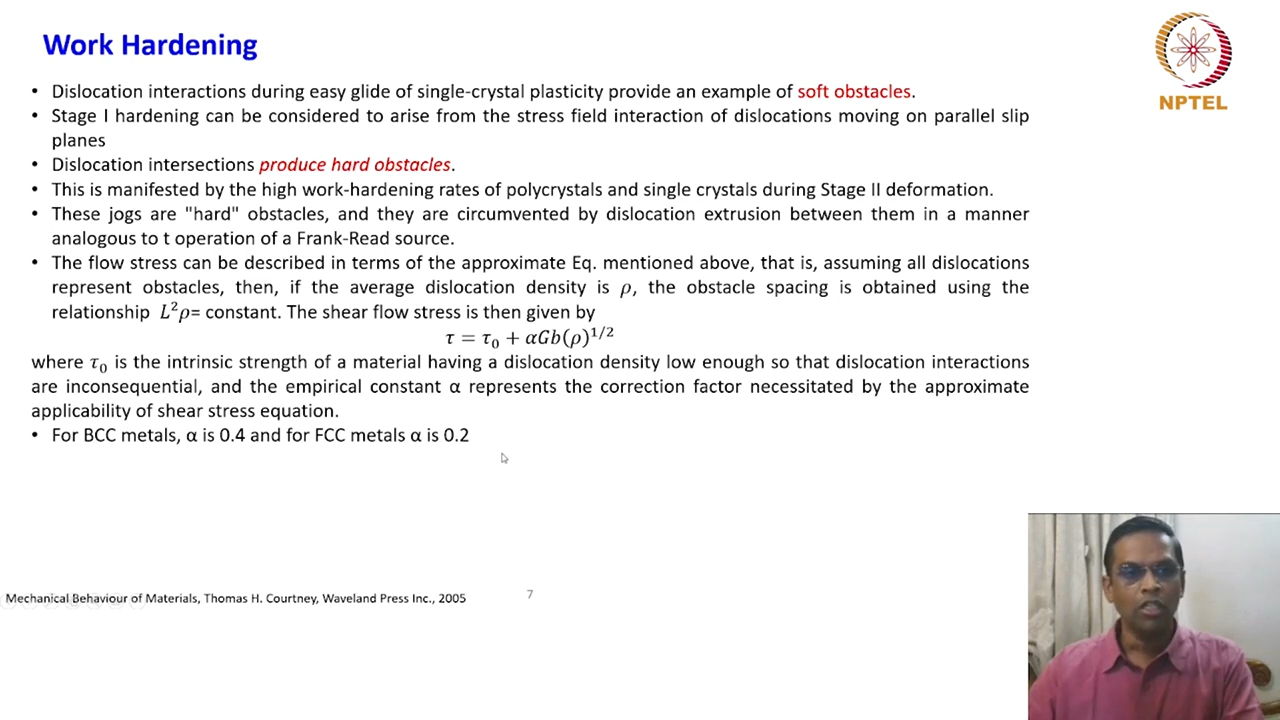 Work Hardening
NPTEL
• Dislocation interactions during easy glide of single-crystal plasticity provide an example of soft obstacles.
• Stage I hardening can be considered to arise from the stress field interaction of dislocations moving on parallel slip
planes
• Dislocation intersections produce hard obstacles.
• This is manifested by the high work-hardening rates of polycrystals and single crystals during Stage II deformation.
• These jogs are "hard" obstacles, and they are circumvented by dislocation extrusion between them in a manner
analogous to t operation of a Frank-Read source.
• The flow stress can be described in terms of the approximate Eq. mentioned above, that is, assuming all dislocations
represent obstacles, then, if the average dislocation density is ρ, the obstacle spacing is obtained using the
relationship L²ρ= constant. The shear flow stress is then given by
τ = τ₀ + αGb(ρ)^{1/2}
where τ₀ is the intrinsic strength of a material having a dislocation density low enough so that dislocation interactions
are inconsequential, and the empirical constant α represents the correction factor necessitated by the approximate
applicability of shear stress equation.
• For BCC metals, α is 0.4 and for FCC metals α is 0.2
Mechanical Behaviour of Materials, Thomas H. Courtney, Waveland Press Inc., 2005
7